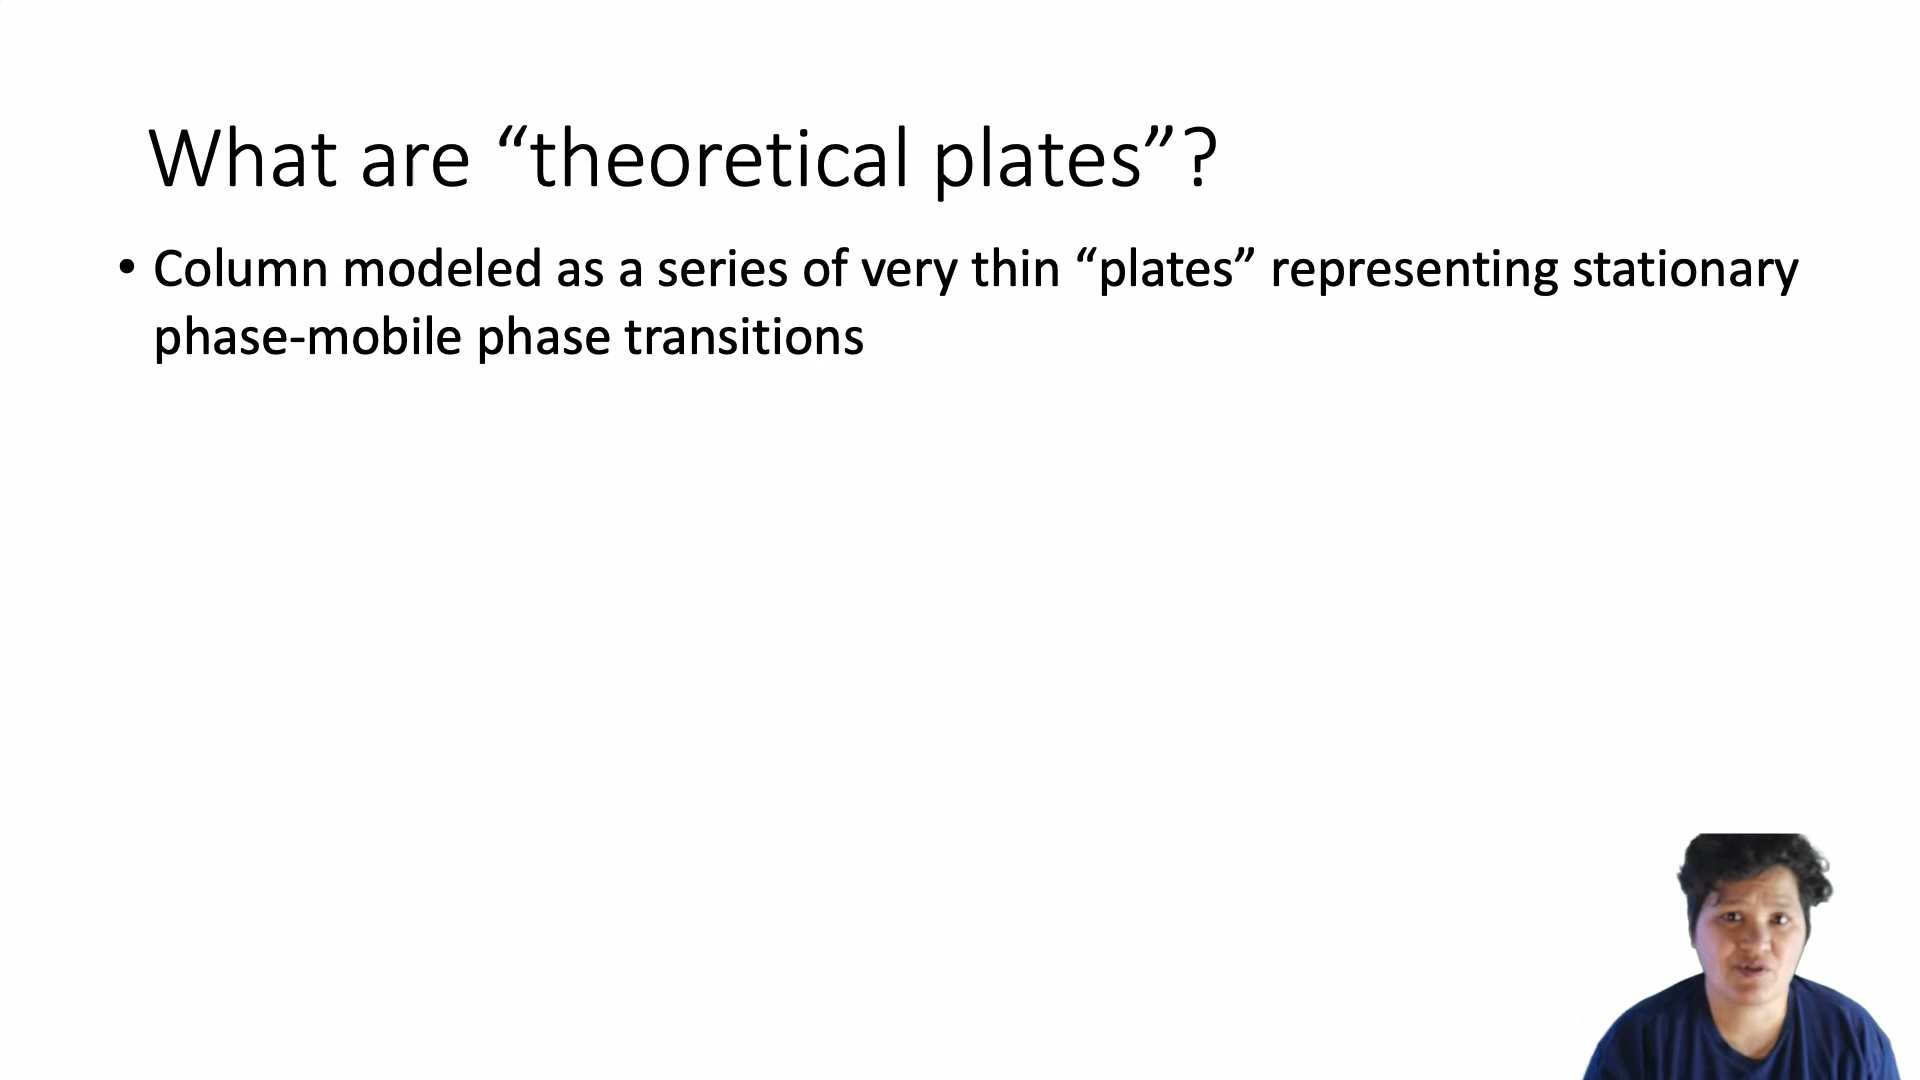 What are “theoretical plates”?
• Column modeled as a series of very thin “plates” representing stationary
phase-mobile phase transitions